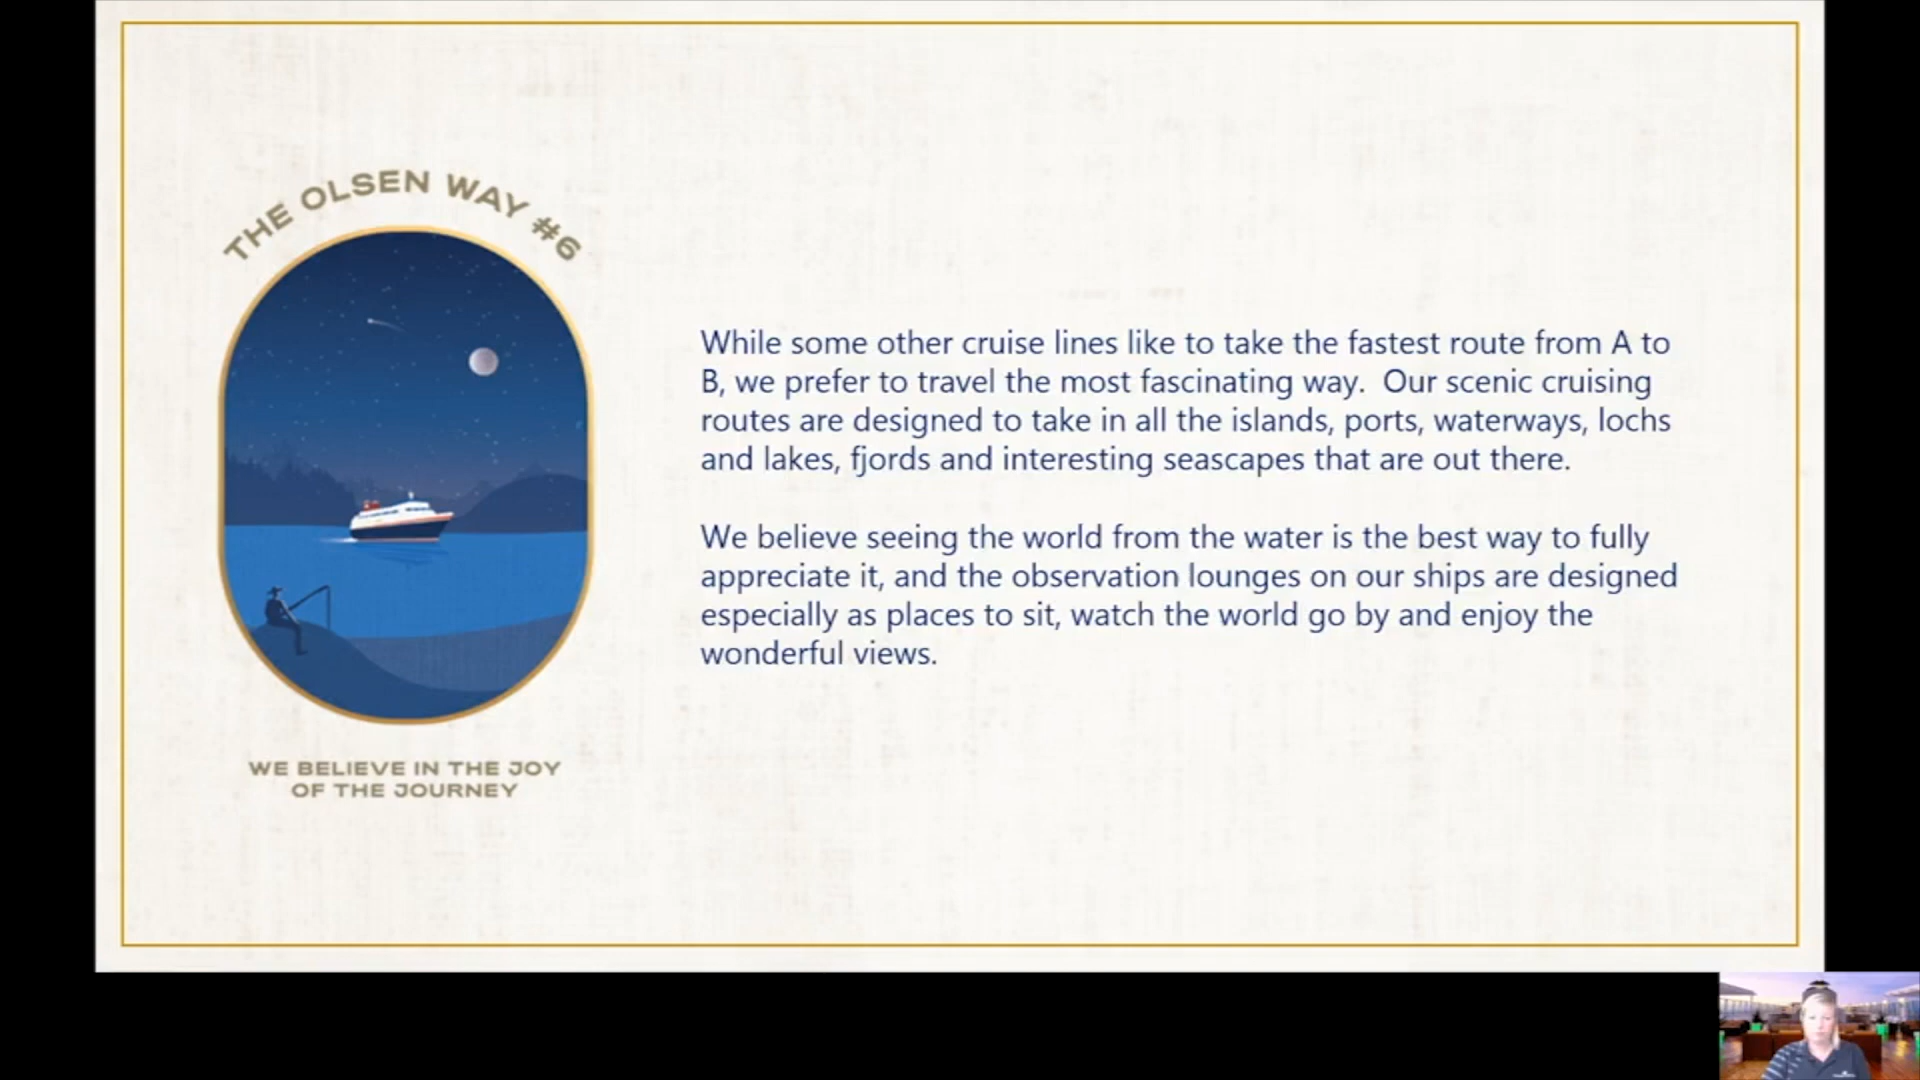 THE OLSEN WAY #6
While some other cruise lines like to take the fastest route from A to
B, we prefer to travel the most fascinating way.  Our scenic cruising
routes are designed to take in all the islands, ports, waterways, lochs
and lakes, fjords and interesting seascapes that are out there.
We believe seeing the world from the water is the best way to fully
appreciate it, and the observation lounges on our ships are designed
especially as places to sit, watch the world go by and enjoy the
wonderful views.
WE BELIEVE IN THE JOY
OF THE JOURNEY